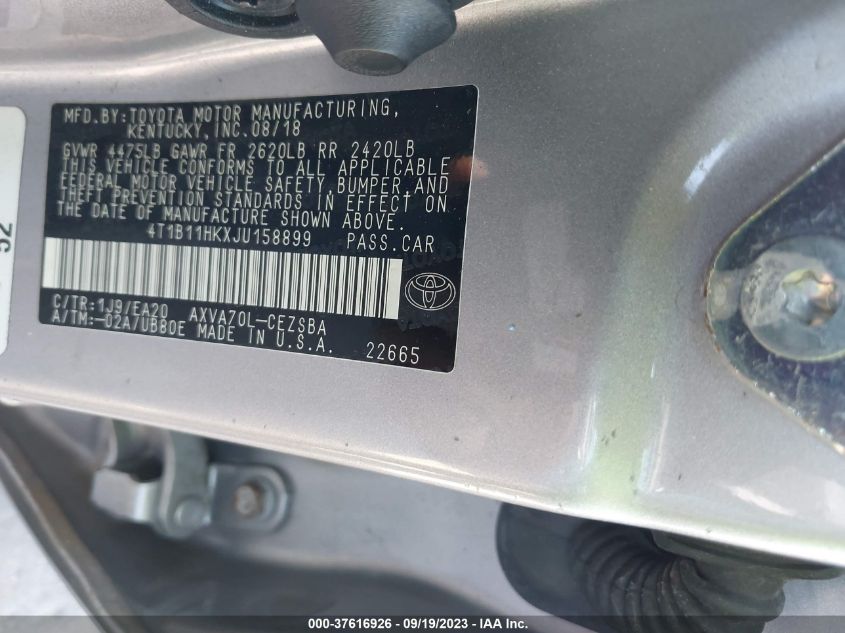 MFD.BY:TOYOTA MOTOR MANUFACTURING,
KENTUCKY,INC.08/18
GVWR 4475LB GAWR FR 2620LB RR 2420LB
THIS VEHICLE CONFORMS TO ALL APPLICABLE
FEDERAL MOTOR VEHICLE SAFETY,BUMPER,AND
THEFT PREVENTION STANDARDS IN EFFECT ON
THE DATE OF MANUFACTURE SHOWN ABOVE.
4T1B11HKXJU158899 PASS.CAR
C/TR:1J9/EA20 AXVA70L-CEZSBA
A/TM:-02A/UB80E MADE IN U.S.A. 22665
52
000-37616926 - 09/19/2023 - IAA Inc.